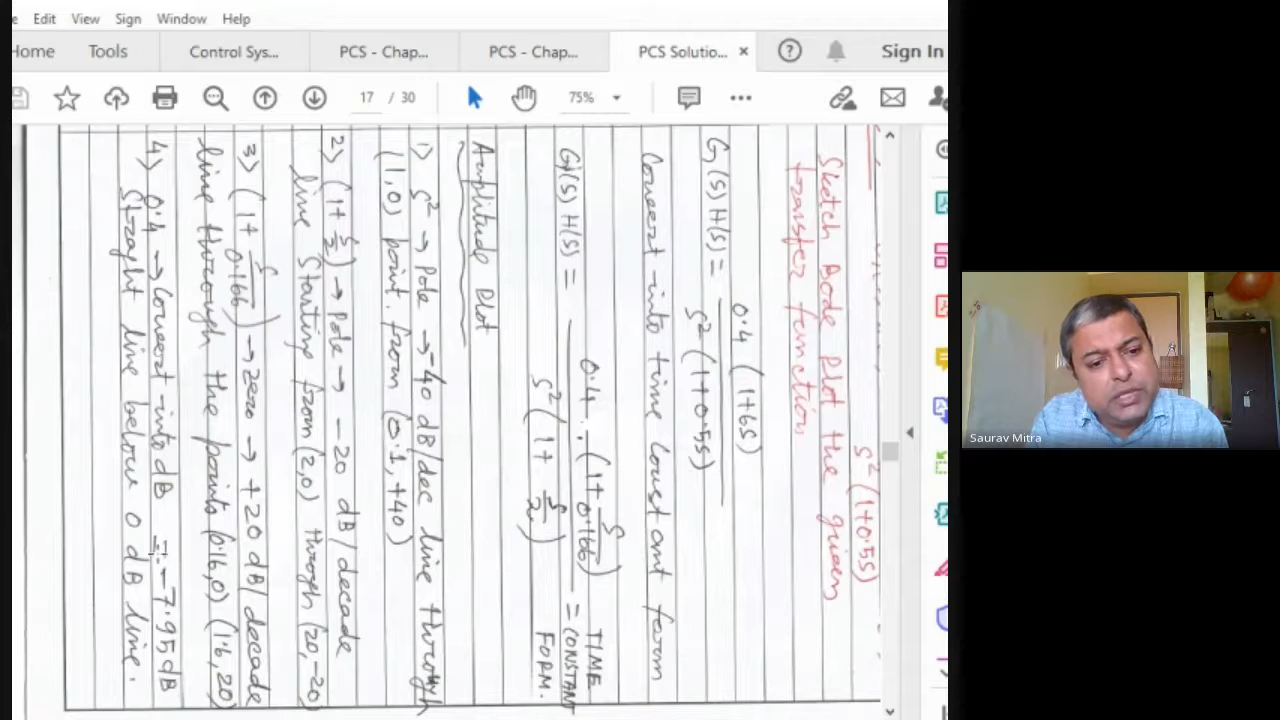 Edit View Sign Window Help
Home Tools Control Sys... PCS - Chap... PCS - Chap... PCS Solutio... × Sign In
17 / 30 75%
S²(1+0.5S)
Sketch Bode Plot the given
transfer function
G(S) H(S) = 0.4 (1+6S)
S² (1+0.5S)
Convert into time constant form
G(S) H(S) = 0.4 . (1+ S/0.166) = TIME CONSTANT FORM.
S² (1 + S/2)
Amplitude Plot
1) S² → Pole → -40 dB/dec line through
(1,0) point. from (0.1, +40)
2) (1+ S/2) → Pole → -20 dB/decade
line Starting from (2,0) through (20,-20)
3) (1+ S/0.166) → zero → +20 dB/decade
line through the points (0.16,0) (1.6,20)
4) 0.4 → Convert into dB = -7.95 dB
Straght line below 0 dB line.
Saurav Mitra